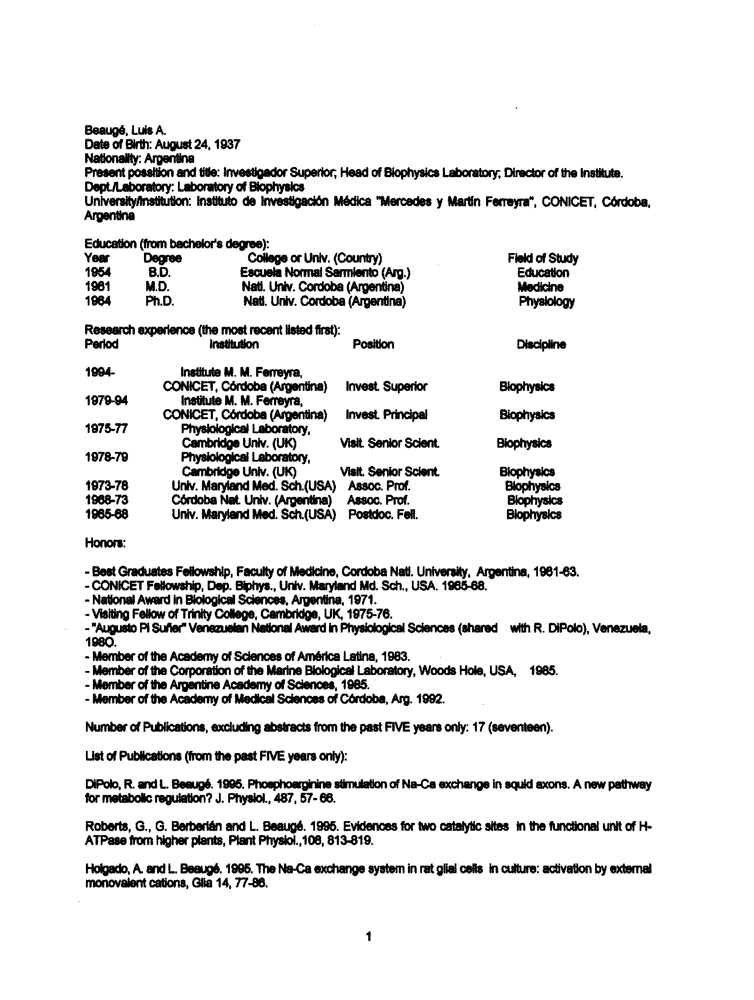 Beaugé, Luis A.
Date of Birth: August 24, 1937
Nationality: Argentina
Present possition and title: Investigador Superior; Head of Biophysics Laboratory; Director of the Institute.
Dept./Laboratory: Laboratory of Biophysics
University/Institution: Instituto de Investigación Médica "Mercedes y Martín Ferreyra", CONICET, Córdoba,
Argentina
Education (from bachelor's degree):
Year Degree College or Univ. (Country) Field of Study
1954 B.D. Escuela Normal Sarmiento (Arg.) Education
1961 M.D. Natl. Univ. Cordoba (Argentina) Medicine
1964 Ph.D. Natl. Univ. Cordoba (Argentina) Physiology
Research experience (the most recent listed first):
Period Institution Position Discipline
1994- Institute M. M. Ferreyra,
CONICET, Córdoba (Argentina) Invest. Superior Biophysics
1979-94 Institute M. M. Ferreyra,
CONICET, Córdoba (Argentina) Invest. Principal Biophysics
1975-77 Physiological Laboratory,
Cambridge Univ. (UK) Visit. Senior Scient. Biophysics
1978-79 Physiological Laboratory,
Cambridge Univ. (UK) Visit. Senior Scient. Biophysics
1973-78 Univ. Maryland Med. Sch.(USA) Assoc. Prof. Biophysics
1968-73 Córdoba Nat. Univ. (Argentina) Assoc. Prof. Biophysics
1965-68 Univ. Maryland Med. Sch.(USA) Postdoc. Fell. Biophysics
Honors:
- Best Graduates Fellowship, Faculty of Medicine, Cordoba Natl. University, Argentina, 1961-63.
- CONICET Fellowship, Dep. Biphys., Univ. Maryland Md. Sch., USA. 1965-68.
- National Award in Biological Sciences, Argentina, 1971.
- Visiting Fellow of Trinity College, Cambridge, UK, 1975-76.
- "Augusto Pi Suñer" Venezuelan National Award in Physiological Sciences (shared with R. DiPolo), Venezuela,
1980.
- Member of the Academy of Sciences of América Latina, 1983.
- Member of the Corporation of the Marine Biological Laboratory, Woods Hole, USA, 1985.
- Member of the Argentine Academy of Sciences, 1985.
- Member of the Academy of Medical Sciences of Córdoba, Arg. 1992.
Number of Publications, excluding abstracts from the past FIVE years only: 17 (seventeen).
List of Publications (from the past FIVE years only):
DiPolo, R. and L. Beaugé. 1995. Phosphoarginine stimulation of Na-Ca exchange in squid axons. A new pathway
for metabolic regulation? J. Physiol., 487, 57- 66.
Roberts, G., G. Berberián and L. Beaugé. 1995. Evidences for two catalytic sites in the functional unit of H-
ATPase from higher plants, Plant Physiol.,108, 813-819.
Holgado, A. and L. Beaugé. 1995. The Na-Ca exchange system in rat glial cells in culture: activation by external
monovalent cations, Glia 14, 77-86.
1